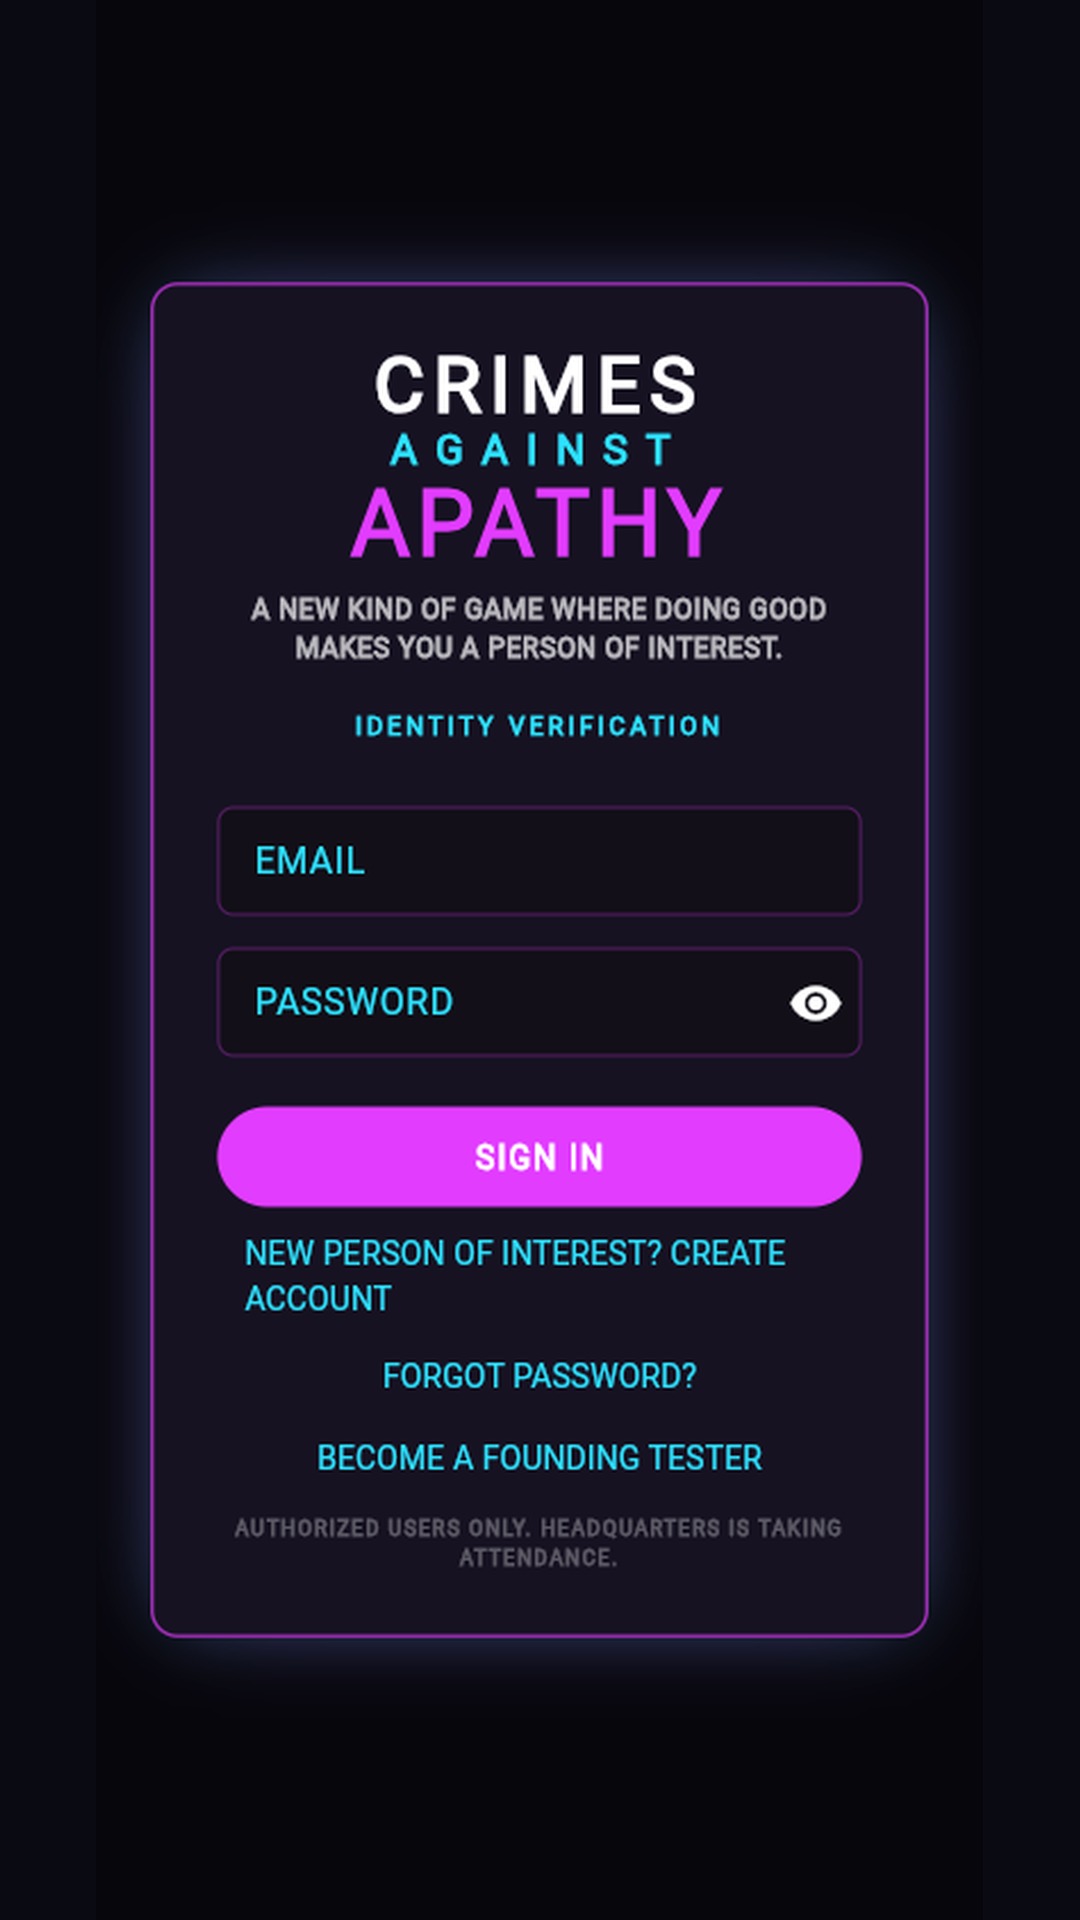 CRIMES
AGAINST
APATHY
A NEW KIND OF GAME WHERE DOING GOOD
MAKES YOU A PERSON OF INTEREST.
IDENTITY VERIFICATION
EMAIL
PASSWORD
SIGN IN
NEW PERSON OF INTEREST? CREATE
ACCOUNT
FORGOT PASSWORD?
BECOME A FOUNDING TESTER
AUTHORIZED USERS ONLY. HEADQUARTERS IS TAKING
ATTENDANCE.